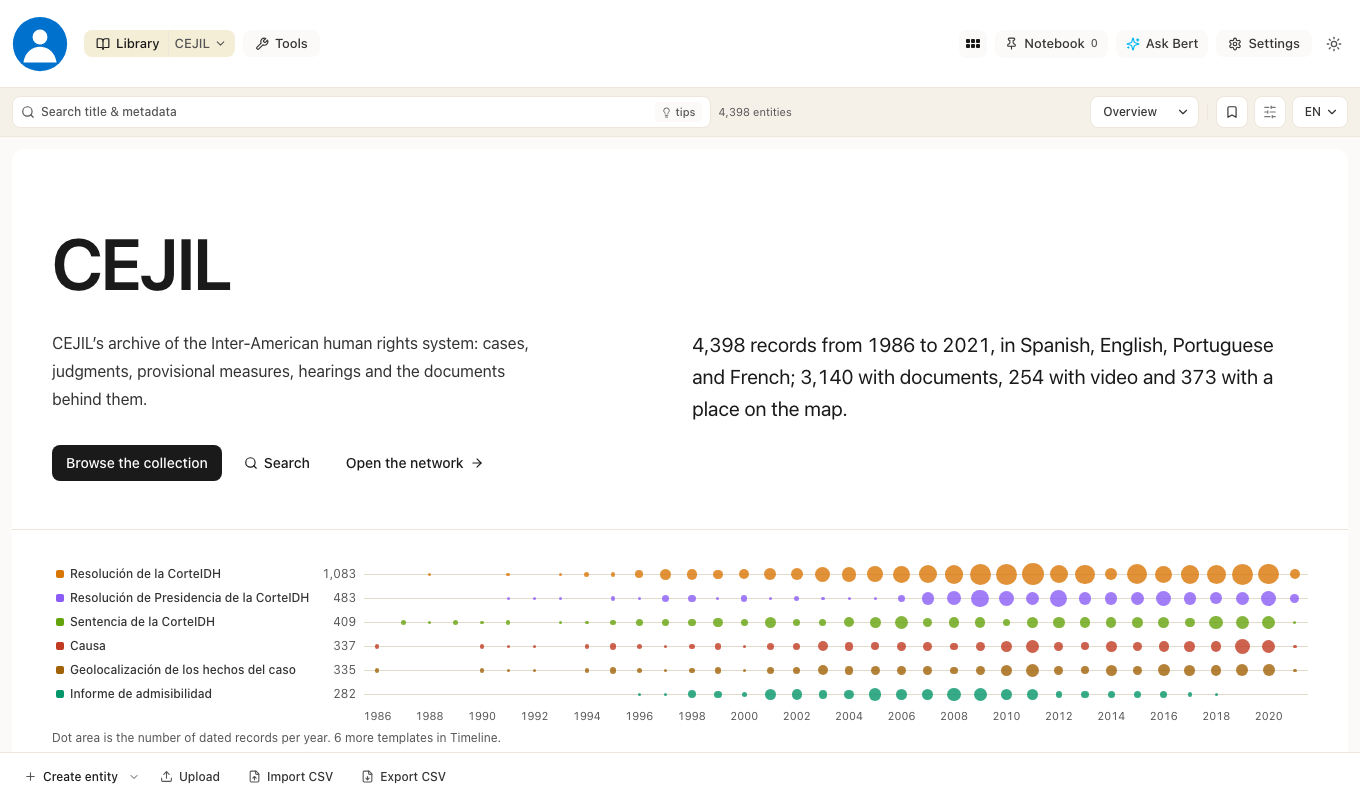 Library CEJIL Tools Notebook 0 Ask Bert Settings
Search title & metadata tips 4,398 entities Overview EN
CEJIL
CEJIL's archive of the Inter-American human rights system: cases,
judgments, provisional measures, hearings and the documents
behind them.
4,398 records from 1986 to 2021, in Spanish, English, Portuguese
and French; 3,140 with documents, 254 with video and 373 with a
place on the map.
Browse the collection Search Open the network
Resolución de la CorteIDH 1,083
Resolución de Presidencia de la CorteIDH 483
Sentencia de la CorteIDH 409
Causa 337
Geolocalización de los hechos del caso 335
Informe de admisibilidad 282
1986 1988 1990 1992 1994 1996 1998 2000 2002 2004 2006 2008 2010 2012 2014 2016 2018 2020
Dot area is the number of dated records per year. 6 more templates in Timeline.
Create entity Upload Import CSV Export CSV